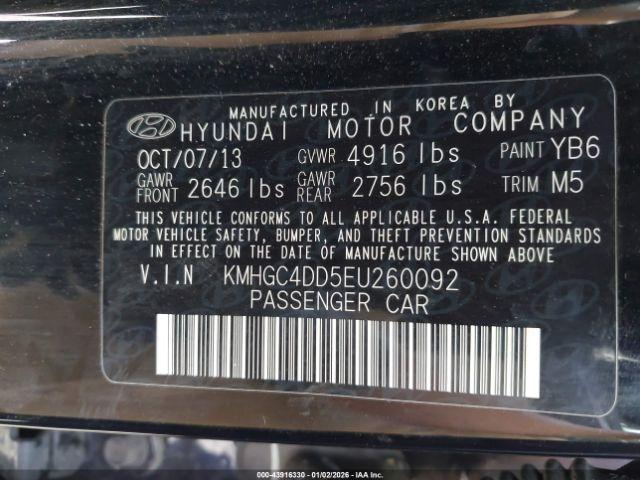 MANUFACTURED IN KOREA BY
HYUNDAI MOTOR COMPANY
OCT/07/13 GVWR 4916 lbs PAINT YB6
GAWR FRONT 2646 lbs GAWR REAR 2756 lbs TRIM M5
THIS VEHICLE CONFORMS TO ALL APPLICABLE U.S.A. FEDERAL
MOTOR VEHICLE SAFETY, BUMPER, AND THEFT PREVENTION STANDARDS
IN EFFECT ON THE DATE OF MANUFACTURE SHOWN ABOVE
V.I.N KMHGC4DD5EU260092
PASSENGER CAR
000-43916330 - 01/02/2026 - IAAI.COM